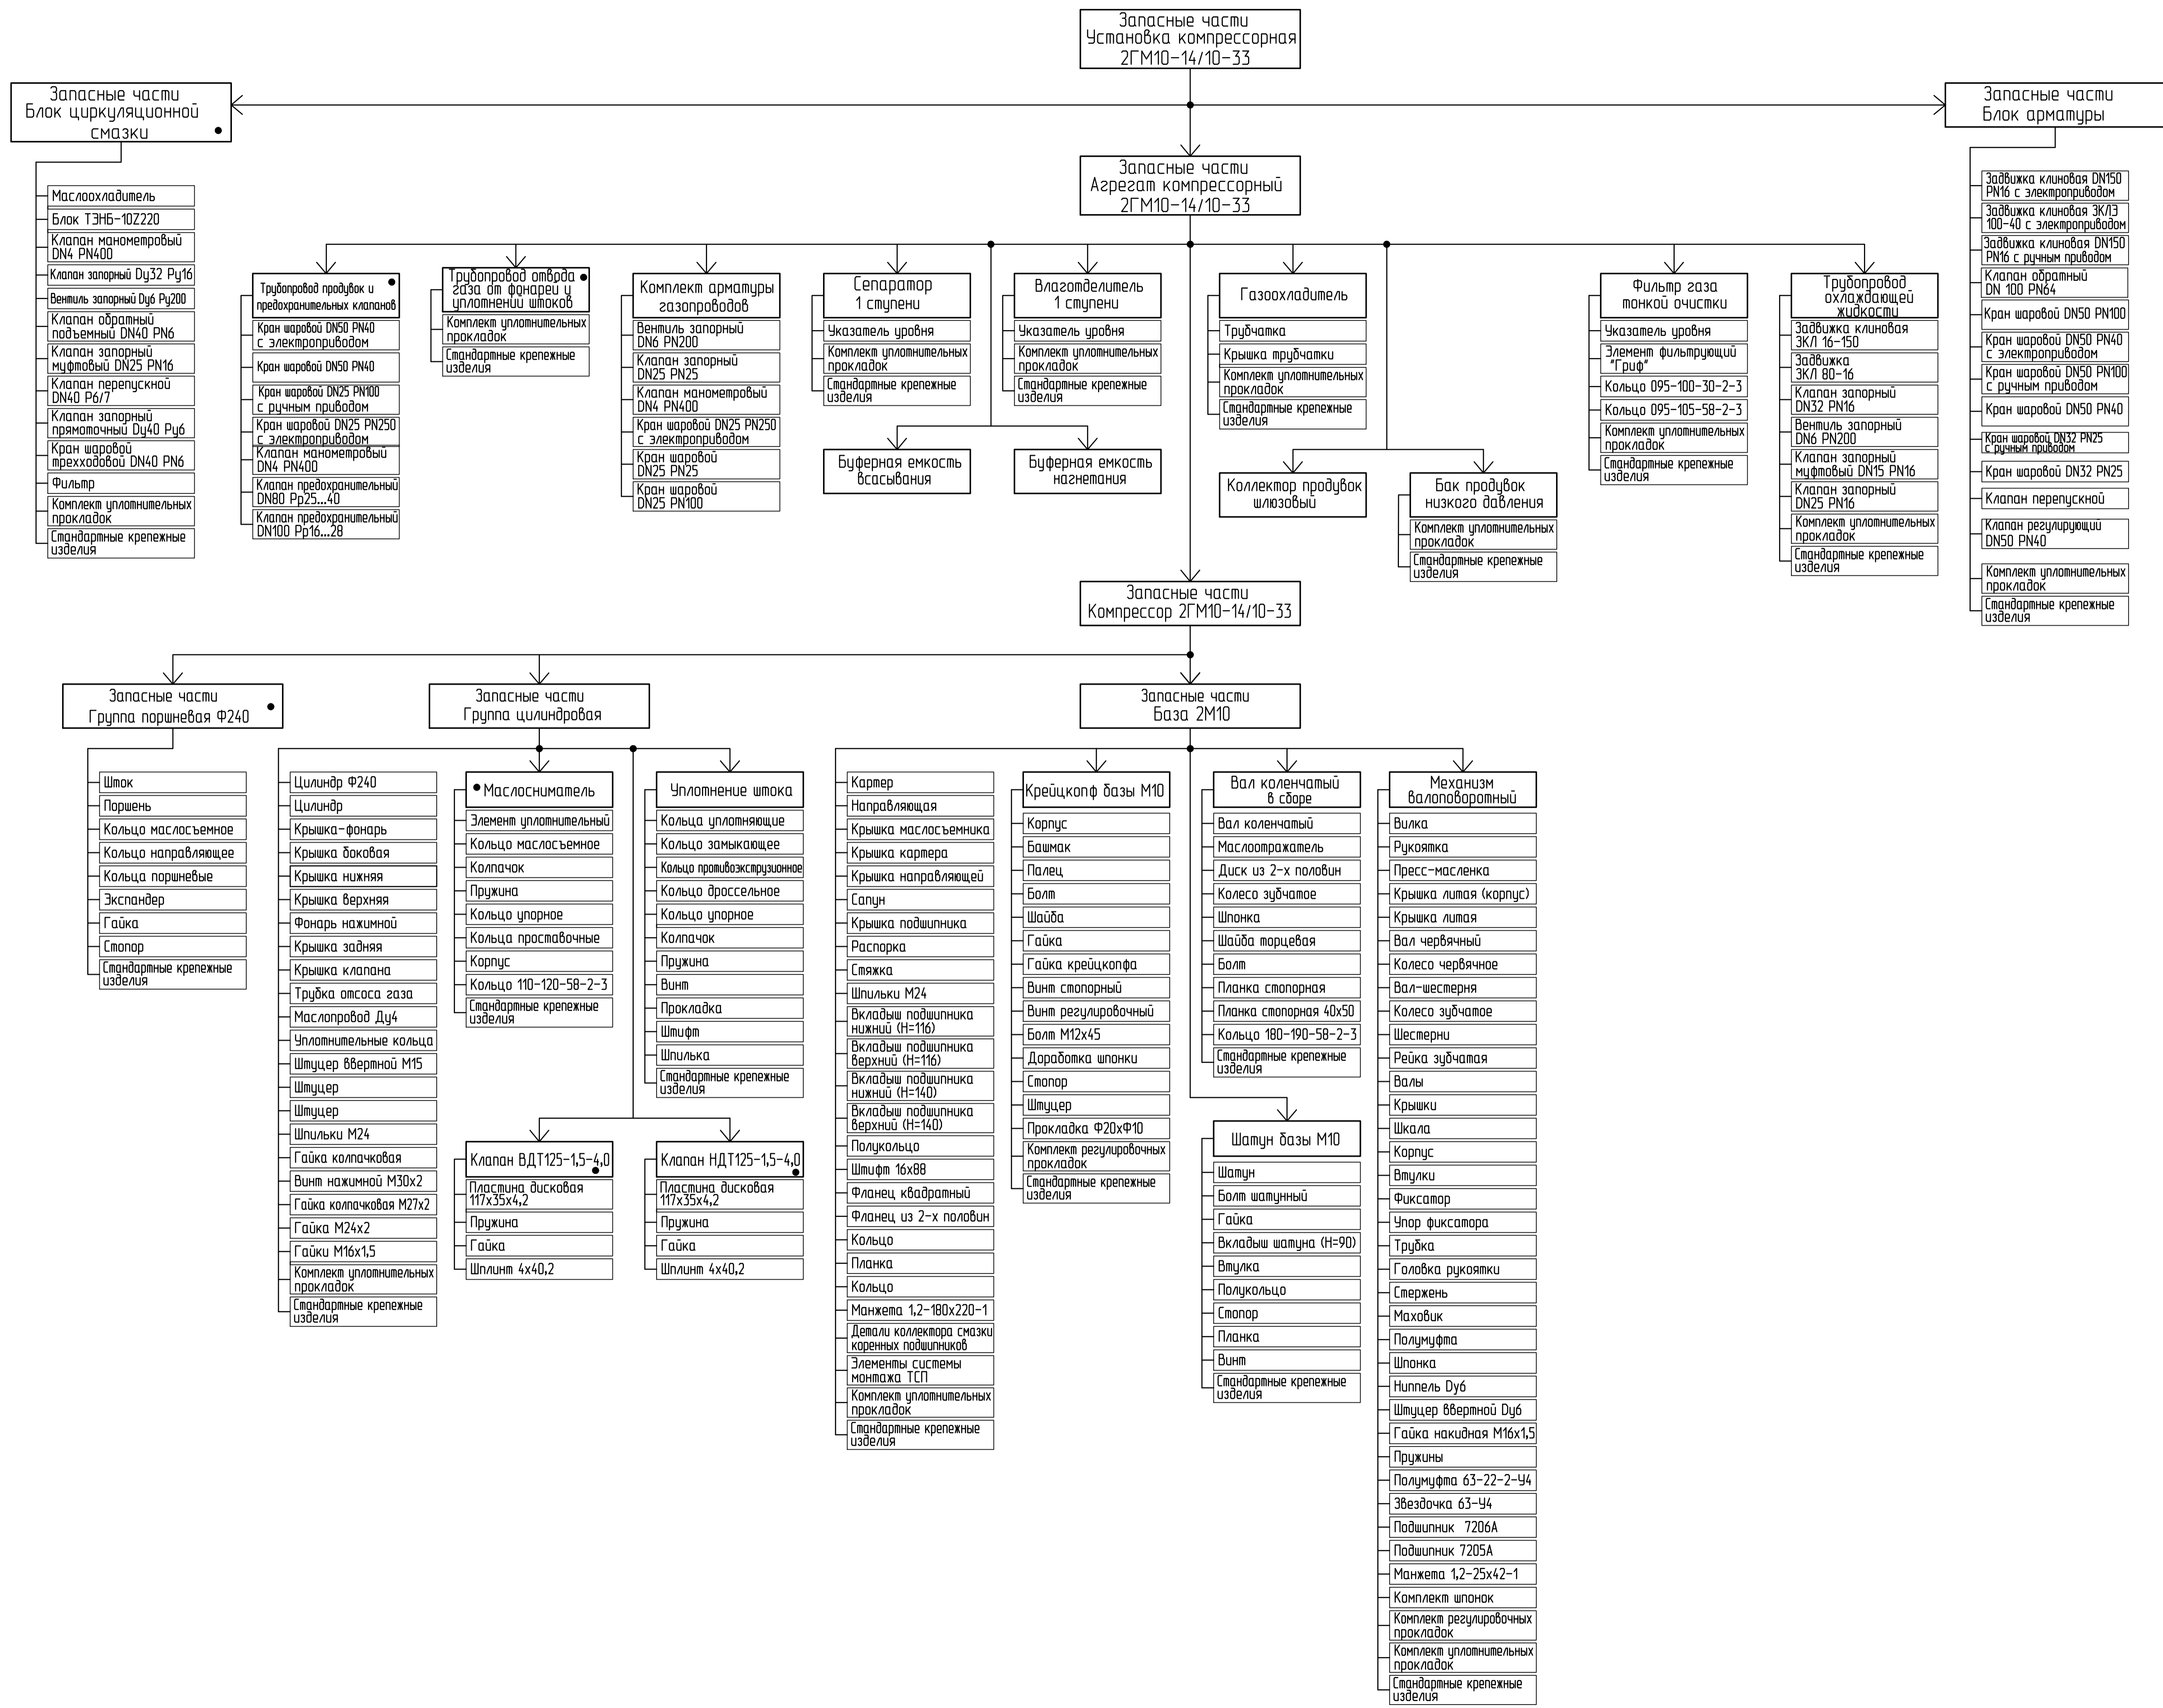 Запасные части
Установка компрессорная
2ГМ10-14/10-33
Запасные части
Блок циркуляционной
смазки
Запасные части
Блок арматуры
Запасные части
Агрегат компрессорный
2ГМ10-14/10-33
Маслоохладитель
Блок ТЭНБ-10Z220
Клапан манометровый
DN4 PN400
Клапан запорный Dу32 Pу16
Вентиль запорный Dу6 Pу200
Клапан обратный
подъемный DN40 PN6
Клапан запорный
муфтовый DN25 PN16
Клапан перепускной
DN40 P6/7
Клапан запорный
прямоточный Dу40 Pу6
Кран шаровой
трехходовой DN40 PN6
Фильтр
Комплект уплотнительных
прокладок
Стандартные крепежные
изделия
Трубопровод продувок и
предохранительных клапанов
Кран шаровой DN50 PN40
с электроприводом
Кран шаровой DN50 PN40
Кран шаровой DN25 PN100
с ручным приводом
Кран шаровой DN25 PN250
с электроприводом
Клапан манометровый
DN4 PN400
Клапан предохранительный
DN80 Pр25...40
Клапан предохранительный
DN100 Pр16...28
Трубопровод отвода
газа от фонарей и
уплотнений штоков
Комплект уплотнительных
прокладок
Стандартные крепежные
изделия
Комплект арматуры
газопроводов
Вентиль запорный
DN6 PN200
Клапан запорный
DN25 PN25
Клапан манометровый
DN4 PN400
Кран шаровой DN25 PN250
с электроприводом
Кран шаровой
DN25 PN25
Кран шаровой
DN25 PN100
Сепаратор
1 ступени
Указатель уровня
Комплект уплотнительных
прокладок
Стандартные крепежные
изделия
Влагоотделитель
1 ступени
Указатель уровня
Комплект уплотнительных
прокладок
Стандартные крепежные
изделия
Буферная емкость
всасывания
Буферная емкость
нагнетания
Газоохладитель
Трубчатка
Крышка трубчатки
Комплект уплотнительных
прокладок
Стандартные крепежные
изделия
Коллектор продувок
шлюзовый
Бак продувок
низкого давления
Комплект уплотнительных
прокладок
Стандартные крепежные
изделия
Фильтр газа
тонкой очистки
Указатель уровня
Элемент фильтрующий
"Гриф"
Кольцо 095-100-30-2-3
Кольцо 095-105-58-2-3
Комплект уплотнительных
прокладок
Стандартные крепежные
изделия
Трубопровод
охлаждающей
жидкости
Задвижка клиновая
ЗКЛ 16-150
Задвижка
ЗКЛ 80-16
Клапан запорный
DN32 PN16
Вентиль запорный
DN6 PN200
Клапан запорный
муфтовый DN15 PN16
Клапан запорный
DN25 PN16
Комплект уплотнительных
прокладок
Стандартные крепежные
изделия
Задвижка клиновая DN150
PN16 с электроприводом
Задвижка клиновая ЗКЛЭ
100-40 с электроприводом
Задвижка клиновая DN150
PN16 с ручным приводом
Клапан обратный
DN 100 PN64
Кран шаровой DN50 PN100
Кран шаровой DN50 PN40
с электроприводом
Кран шаровой DN50 PN100
с ручным приводом
Кран шаровой DN50 PN40
Кран шаровой DN32 PN25
с ручным приводом
Кран шаровой DN32 PN25
Клапан перепускной
Клапан регулирующий
DN50 PN40
Комплект уплотнительных
прокладок
Стандартные крепежные
изделия
Запасные части
Компрессор 2ГМ10-14/10-33
Запасные части
Группа поршневая Ф240
Запасные части
Группа цилиндровая
Запасные части
База 2М10
Шток
Поршень
Кольцо маслосъемное
Кольцо направляющее
Кольца поршневые
Экспандер
Гайка
Стопор
Стандартные крепежные
изделия
Цилиндр Ф240
Цилиндр
Крышка-фонарь
Крышка боковая
Крышка нижняя
Крышка верхняя
Фонарь нажимной
Крышка задняя
Крышка клапана
Трубка отсоса газа
Маслопровод Ду4
Уплотнительные кольца
Штуцер ввертной М15
Штуцер
Штуцер
Шпильки М24
Гайка колпачковая
Винт нажимной М30х2
Гайка колпачковая М27х2
Гайка М24х2
Гайки М16х1,5
Комплект уплотнительных
прокладок
Стандартные крепежные
изделия
Маслосниматель
Элемент уплотнительный
Кольцо маслосъемное
Колпачок
Пружина
Кольцо упорное
Кольца проставочные
Корпус
Кольцо 110-120-58-2-3
Стандартные крепежные
изделия
Уплотнение штока
Кольца уплотняющие
Кольцо замыкающее
Кольцо противоэкструзионное
Кольцо дроссельное
Кольцо упорное
Колпачок
Пружина
Винт
Прокладка
Штифт
Шпилька
Стандартные крепежные
изделия
Клапан ВДТ125-1,5-4,0
Пластина дисковая
117х35х4,2
Пружина
Гайка
Шплинт 4х40,2
Клапан НДТ125-1,5-4,0
Пластина дисковая
117х35х4,2
Пружина
Гайка
Шплинт 4х40,2
Картер
Направляющая
Крышка маслосъемника
Крышка картера
Крышка направляющей
Сапун
Крышка подшипника
Распорка
Стяжка
Шпильки М24
Вкладыш подшипника
нижний (Н=116)
Вкладыш подшипника
верхний (Н=116)
Вкладыш подшипника
нижний (Н=140)
Вкладыш подшипника
верхний (Н=140)
Полукольцо
Штифт 16х88
Фланец квадратный
Фланец из 2-х половин
Кольцо
Планка
Кольцо
Манжета 1,2-180х220-1
Детали коллектора смазки
коренных подшипников
Элементы системы
монтажа ТСП
Комплект уплотнительных
прокладок
Стандартные крепежные
изделия
Крейцкопф базы М10
Корпус
Башмак
Палец
Болт
Шайба
Гайка
Гайка крейцкопфа
Винт стопорный
Винт регулировочный
Болт М12х45
Доработка шпонки
Стопор
Штуцер
Прокладка Ф20хФ10
Комплект регулировочных
прокладок
Стандартные крепежные
изделия
Вал коленчатый
в сборе
Вал коленчатый
Маслоотражатель
Диск из 2-х половин
Колесо зубчатое
Шпонка
Шайба торцевая
Болт
Планка стопорная
Планка стопорная 40х50
Кольцо 180-190-58-2-3
Стандартные крепежные
изделия
Шатун базы М10
Шатун
Болт шатунный
Гайка
Вкладыш шатуна (Н=90)
Втулка
Полукольцо
Стопор
Планка
Винт
Стандартные крепежные
изделия
Механизм
валоповоротный
Вилка
Рукоятка
Пресс-масленка
Крышка литая (корпус)
Крышка литая
Вал червячный
Колесо червячное
Вал-шестерня
Колесо зубчатое
Шестерни
Рейка зубчатая
Валы
Крышки
Шкала
Корпус
Втулки
Фиксатор
Упор фиксатора
Трубка
Головка рукоятки
Стержень
Маховик
Полумуфта
Шпонка
Ниппель Dу6
Штуцер ввертной Dу6
Гайка накидная М16х1,5
Пружины
Полумуфта 63-22-2-У4
Звездочка 63-У4
Подшипник 7206А
Подшипник 7205А
Манжета 1,2-25х42-1
Комплект шпонок
Комплект регулировочных
прокладок
Комплект уплотнительных
прокладок
Стандартные крепежные
изделия